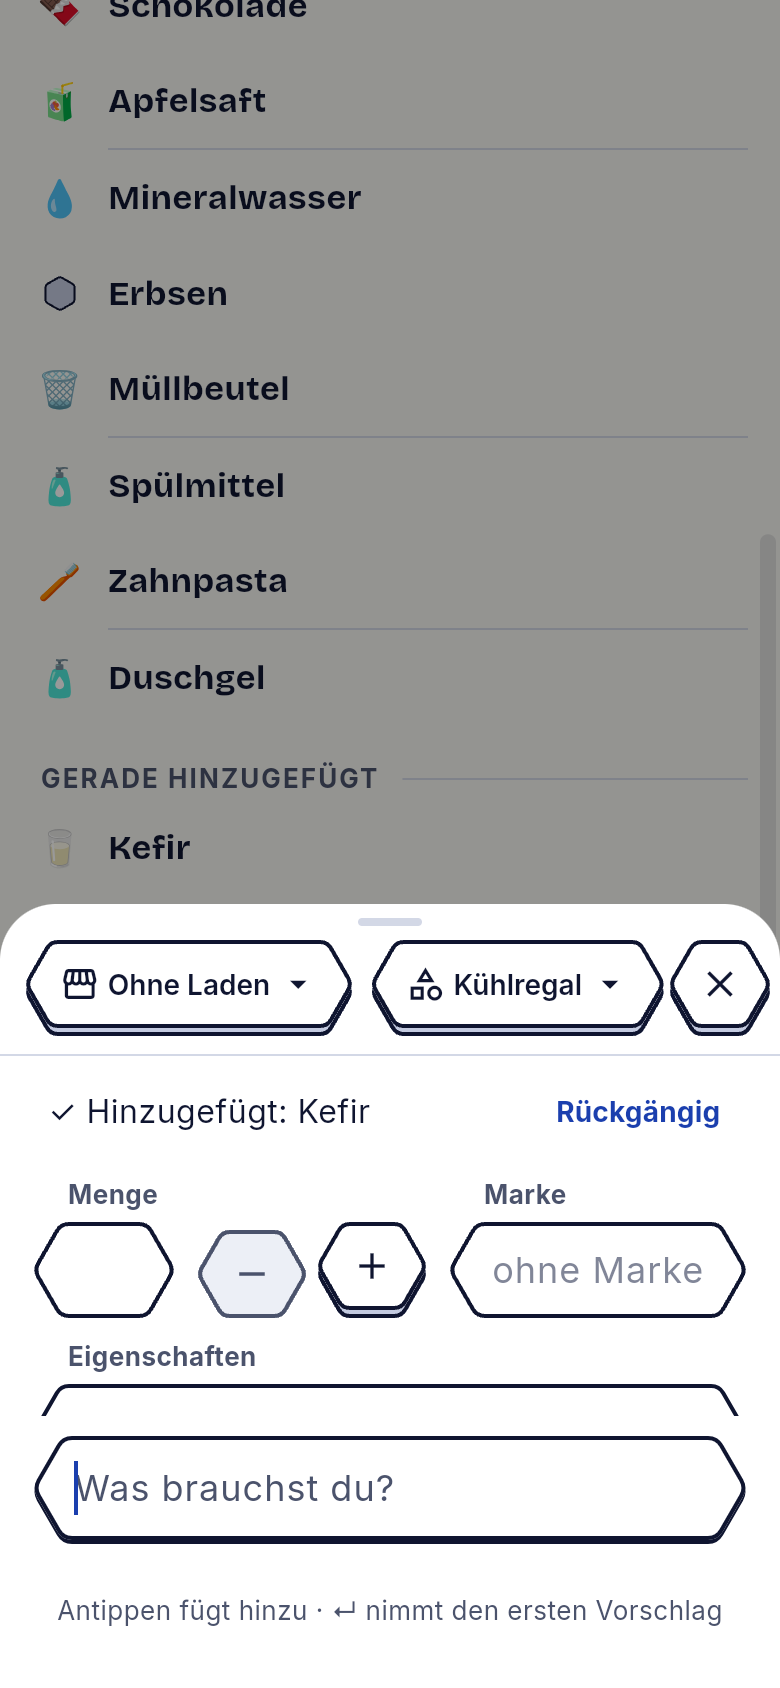 Schokolade
Apfelsaft
Mineralwasser
Erbsen
Müllbeutel
Spülmittel
Zahnpasta
Duschgel
GERADE HINZUGEFÜGT
Kefir
Ohne Laden
Kühlregal
Hinzugefügt: Kefir
Rückgängig
Menge
Marke
ohne Marke
Eigenschaften
Was brauchst du?
Antippen fügt hinzu · ↵ nimmt den ersten Vorschlag